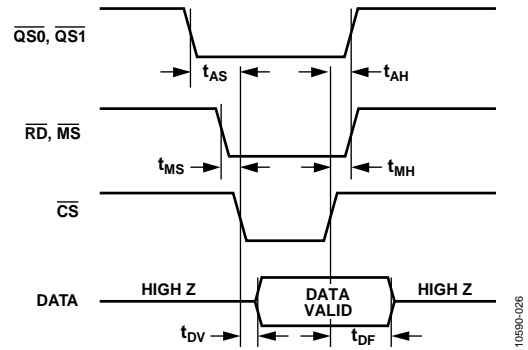 QS0, QS1
tAS
tAH
RD, MS
tMS
tMH
CS
DATA
HIGH Z
DATA
VALID
HIGH Z
tDV
tDF
10590-026